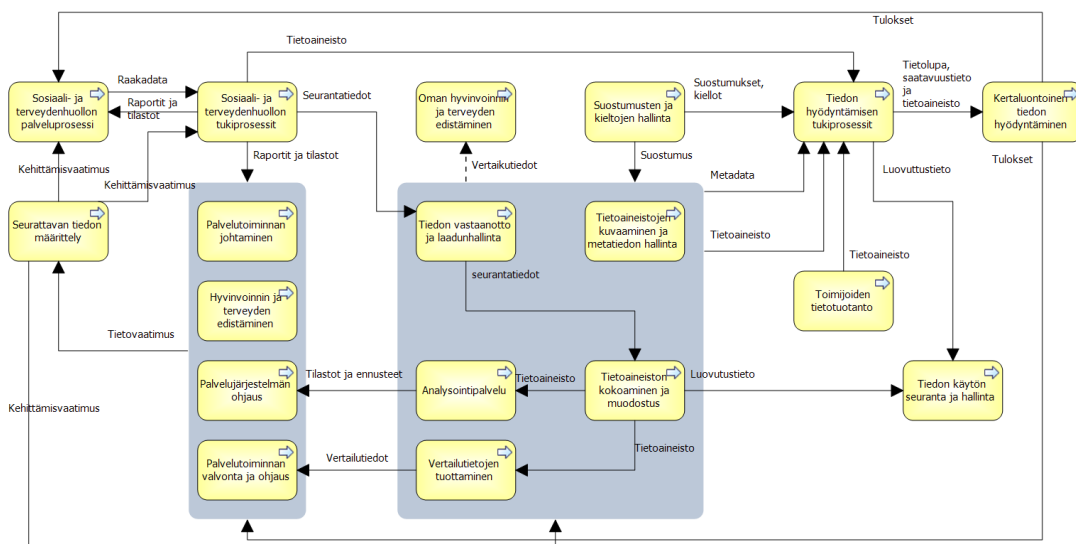 Tulokset
Tietoaineisto
Raakadata
Raportit ja
tilastot
Sosiaali- ja
terveydenhuollon
palveluprosessi
Sosiaali- ja
terveydenhuollon
tukiprosessit
Seurantatiedot
Oman hyvinvoinnin
ja terveyden
edistäminen
Suostumusten ja
kieltojen hallinta
Suostumukset,
kiellot
Tiedon
hyödyntämisen
tukiprosessit
Tietolupa,
saatavuustieto
ja
tietoaineisto
Kertaluontoinen
tiedon
hyödyntäminen
Tulokset
Kehittämisvaatimus
Kehittämisvaatimus
Raportit ja tilastot
Vertaikutiedot
Suostumus
Metadata
Luovuttustieto
Seurattavan tiedon
määrittely
Palvelutoiminnan
johtaminen
Tiedon vastaanotto
ja laadunhallinta
Tietoaineistojen
kuvaaminen ja
metatiedon hallinta
Tietoaineisto
Tietoaineisto
seurantatiedot
Hyvinvoinnin ja
terveyden
edistäminen
Toimijoiden
tietotuotanto
Tietovaatimus
Palvelujärjestelmän
ohjaus
Tilastot ja ennusteet
Analysointipalvelu
Tietoaineisto
Tietoaineiston
kokoaminen ja
muodostus
Luovutustieto
Tiedon käytön
seuranta ja hallinta
Kehittämisvaatimus
Tietoaineisto
Palvelutoiminnan
valvonta ja ohjaus
Vertailutiedot
Vertailutietojen
tuottaminen